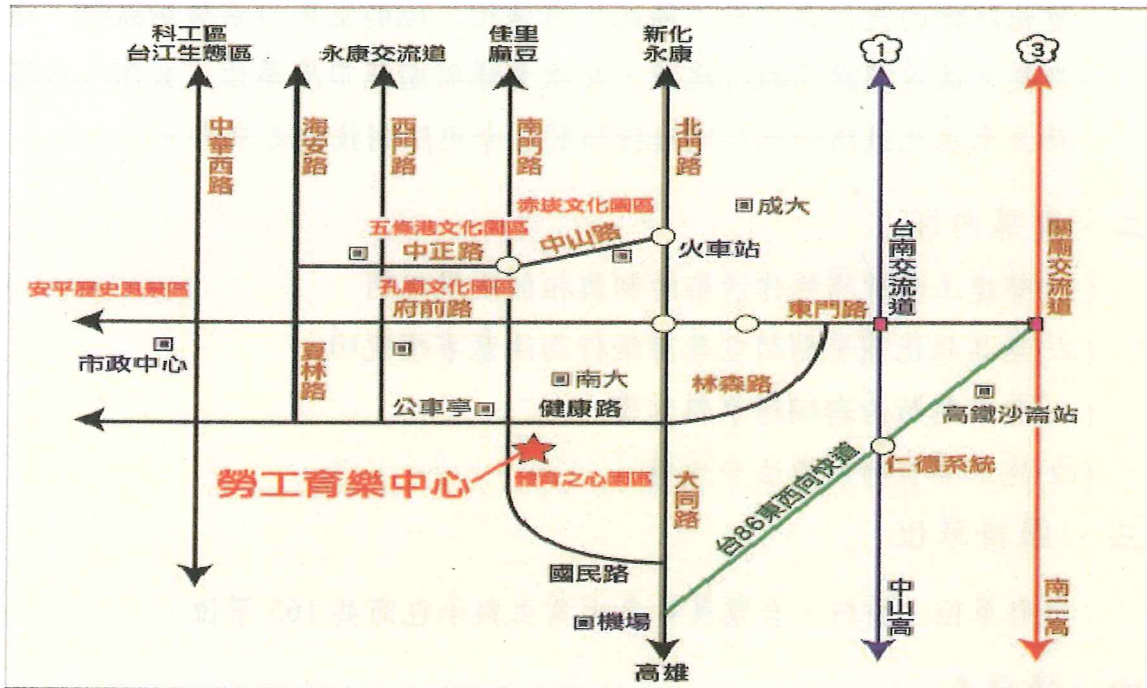 科工區
台江生態區
永康交流道
佳里
麻豆
新化
永康
1
3
中華西路
海安路
西門路
南門路
北門路
台南交流道
關廟交流道
赤崁文化園區
成大
五條港文化園區
中正路
中山路
火車站
安平歷史風景區
孔廟文化園區
府前路
東門路
市政中心
夏林路
南大
林森路
公車亭
健康路
高鐵沙崙站
仁德系統
勞工育樂中心
體育之心園區
大同路
台86東西向快道
國民路
機場
中山高
南二高
高雄